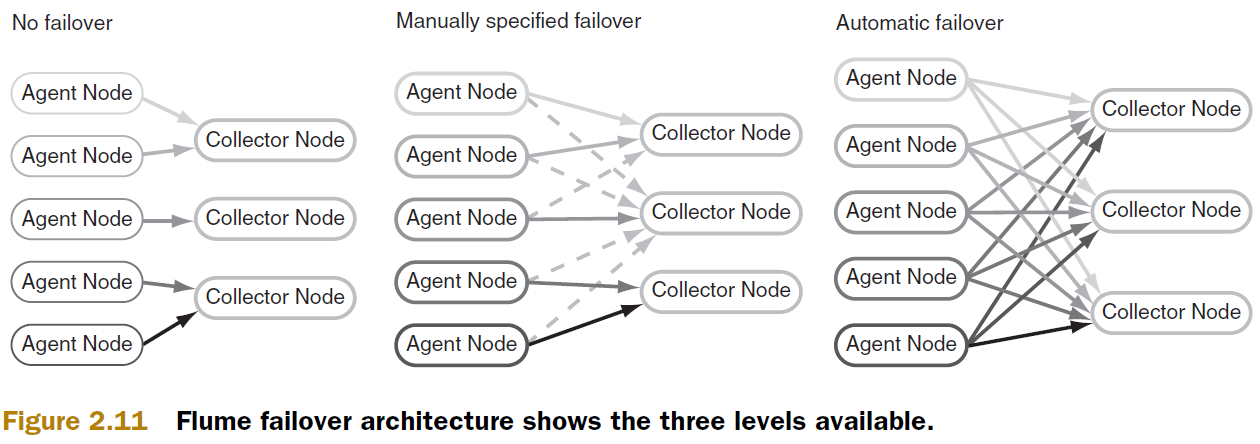 No failover
Agent Node
Agent Node
Agent Node
Agent Node
Agent Node
Collector Node
Collector Node
Collector Node
Manually specified failover
Agent Node
Agent Node
Agent Node
Agent Node
Agent Node
Collector Node
Collector Node
Collector Node
Automatic failover
Agent Node
Agent Node
Agent Node
Agent Node
Agent Node
Collector Node
Collector Node
Collector Node
Figure 2.11 Flume failover architecture shows the three levels available.